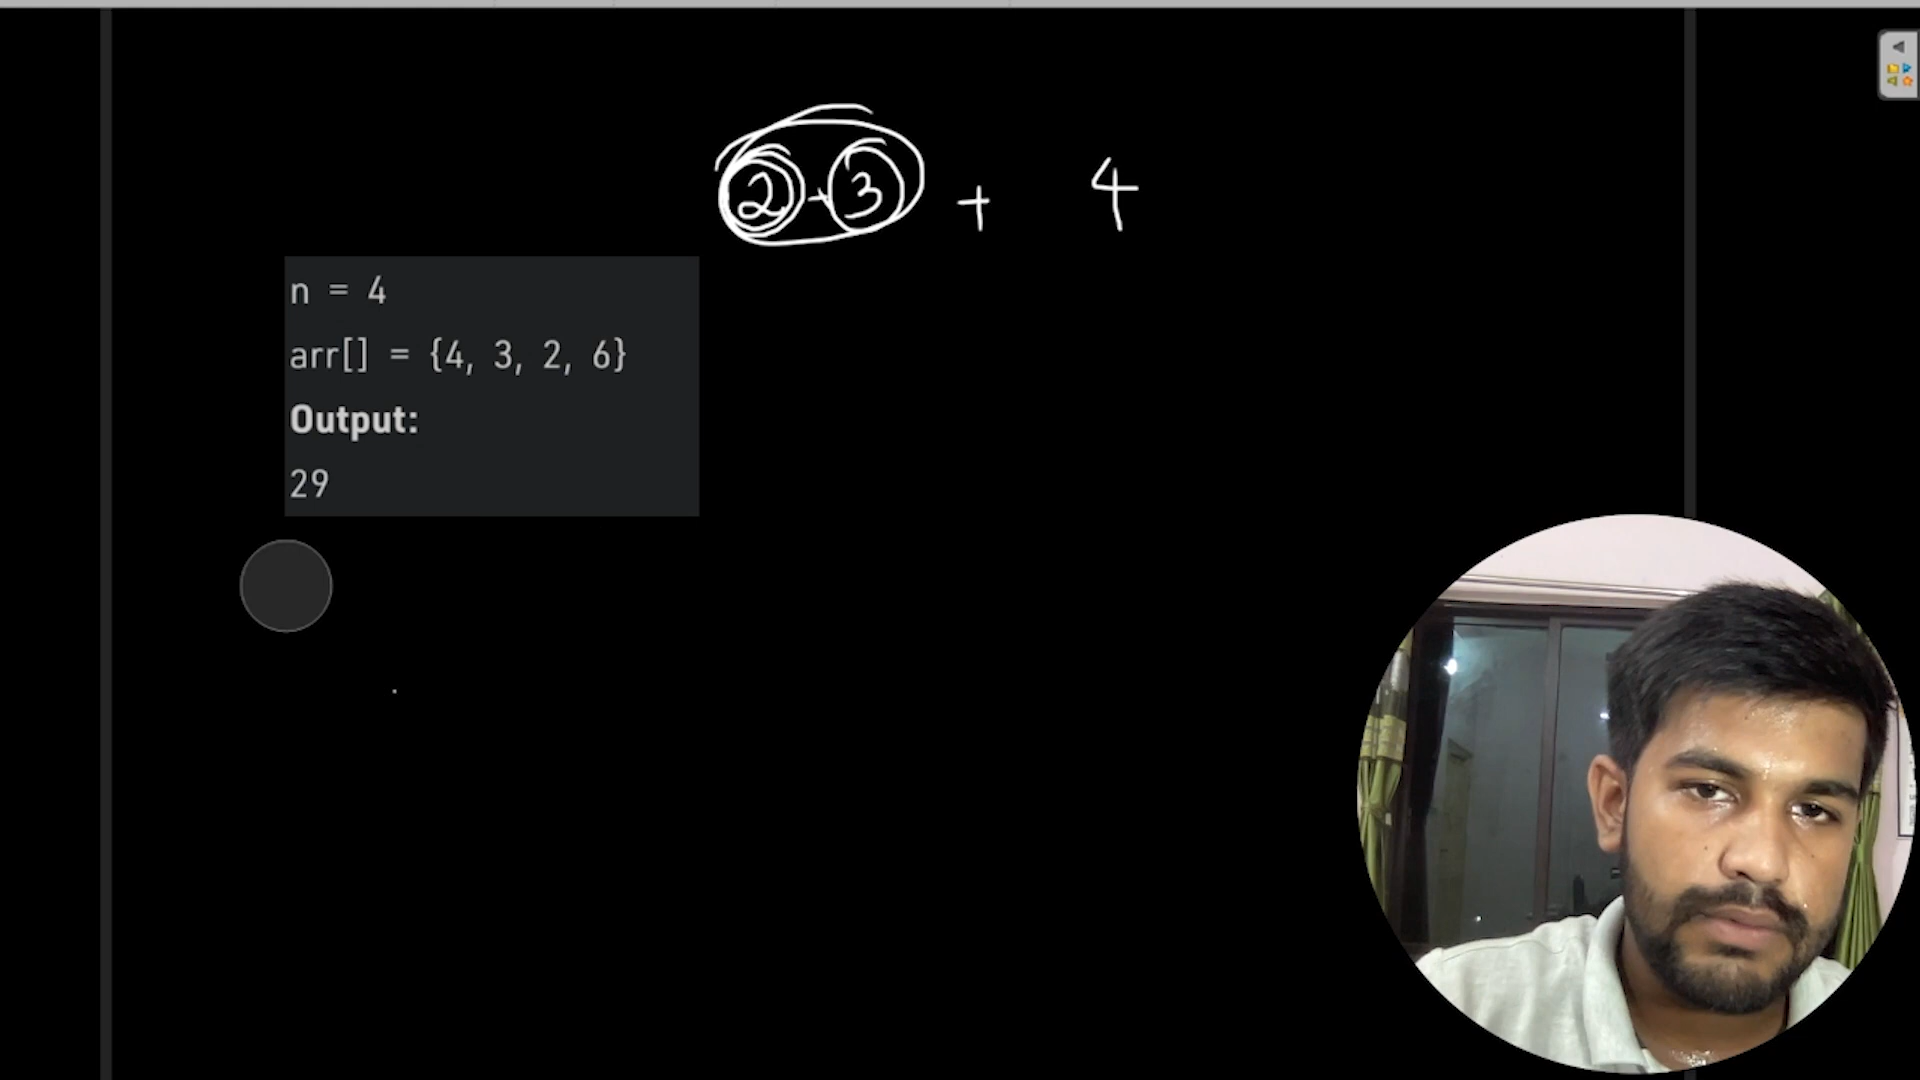 2 + 3 + 4
n = 4
arr[] = {4, 3, 2, 6}
Output:
29